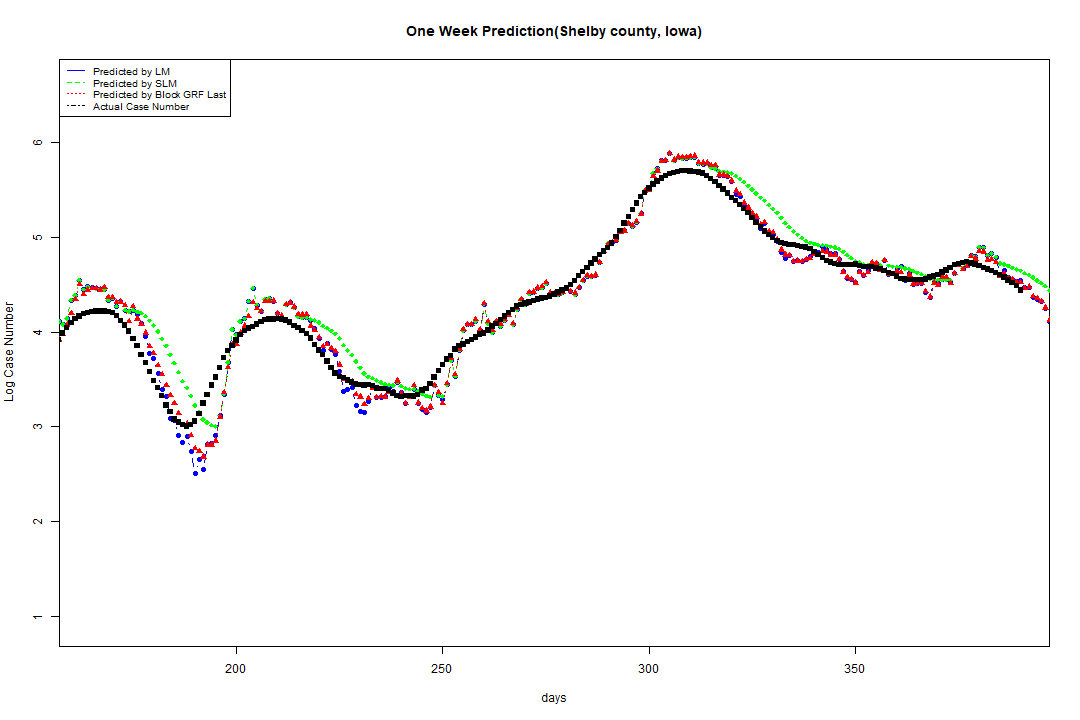 One Week Prediction(Shelby county, Iowa)
Predicted by LM
Predicted by SLM
Predicted by Block GRF Last
Actual Case Number
6
5
4
3
2
1
Log Case Number
200 250 300 350
days